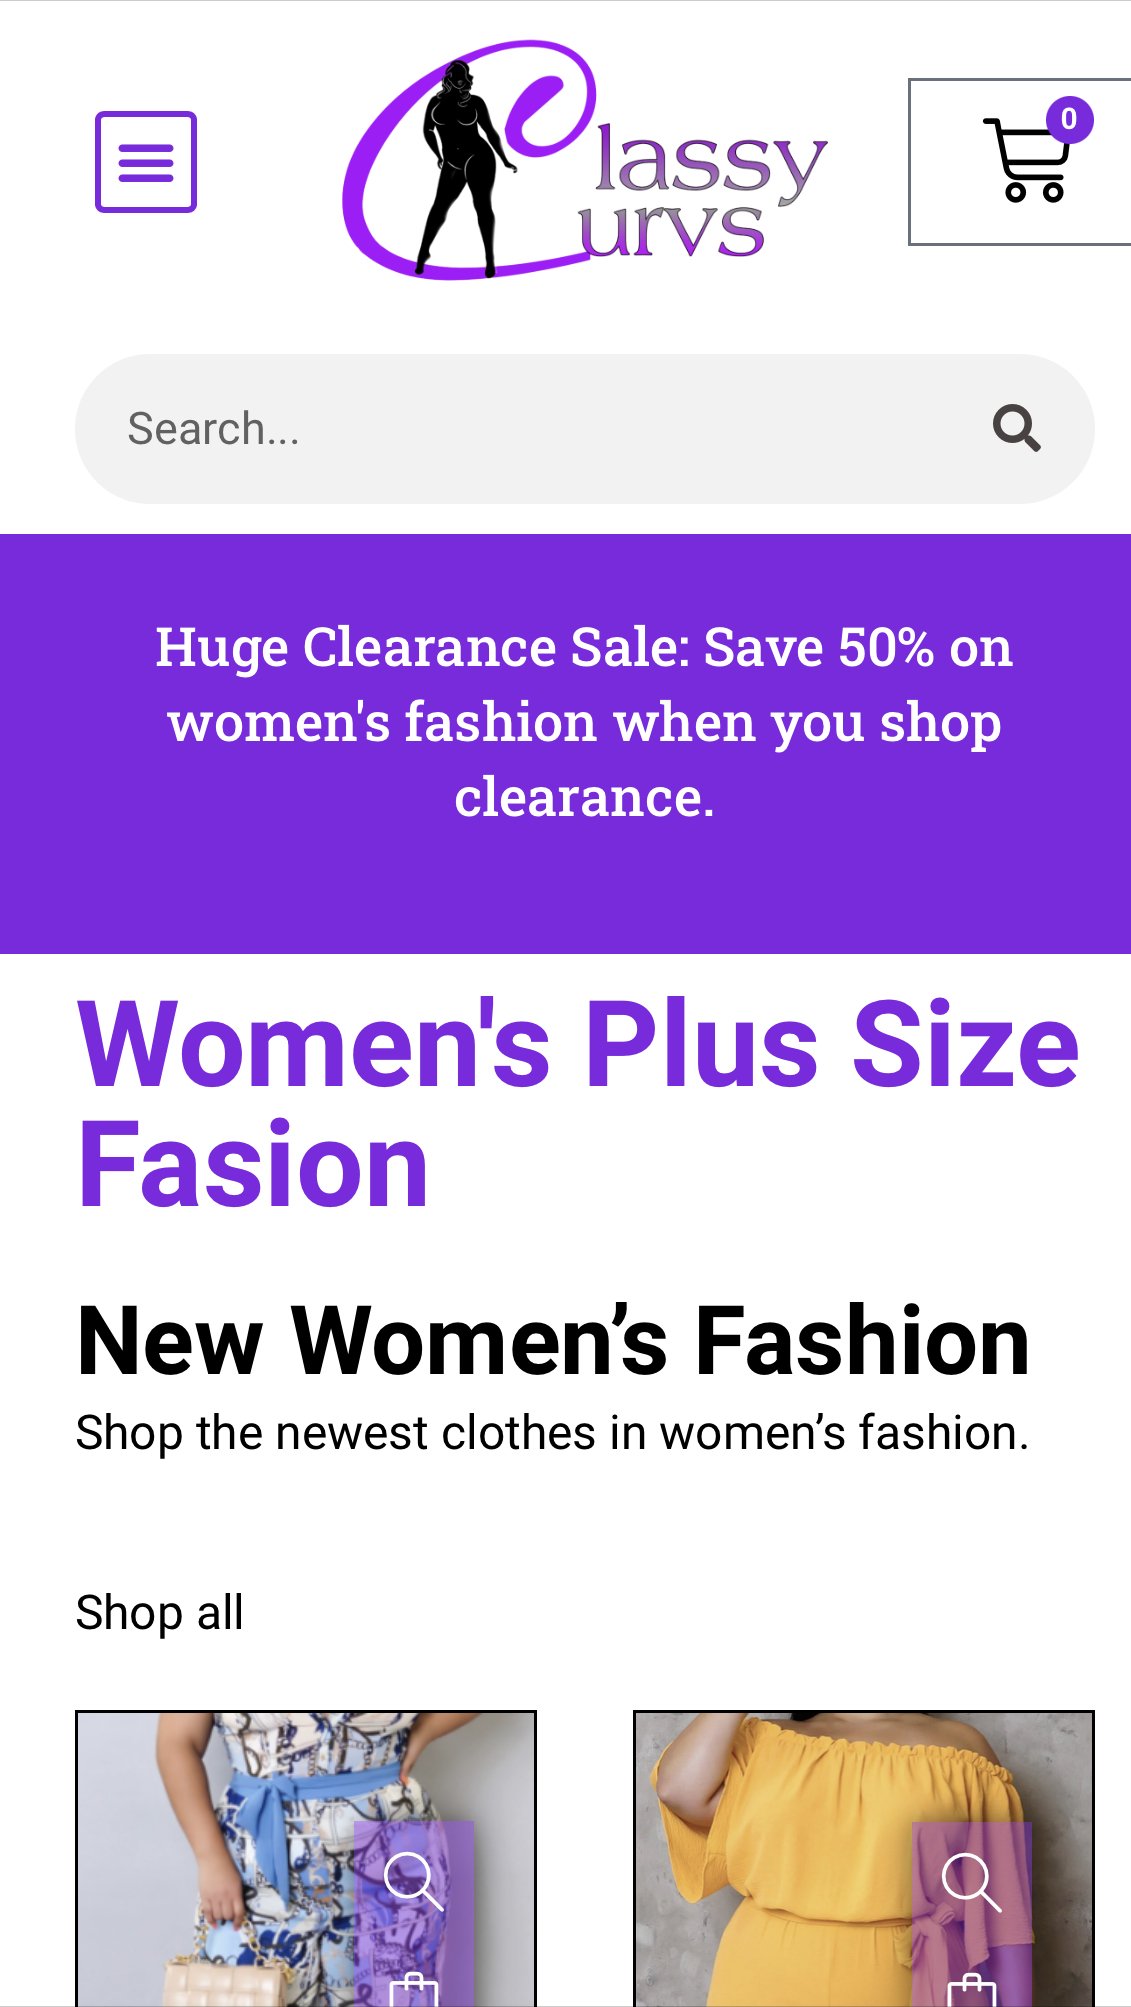 Classy
Curvs
0
Search...
Huge Clearance Sale: Save 50% on
women's fashion when you shop
clearance.
Women's Plus Size
Fasion
New Women’s Fashion
Shop the newest clothes in women’s fashion.
Shop all